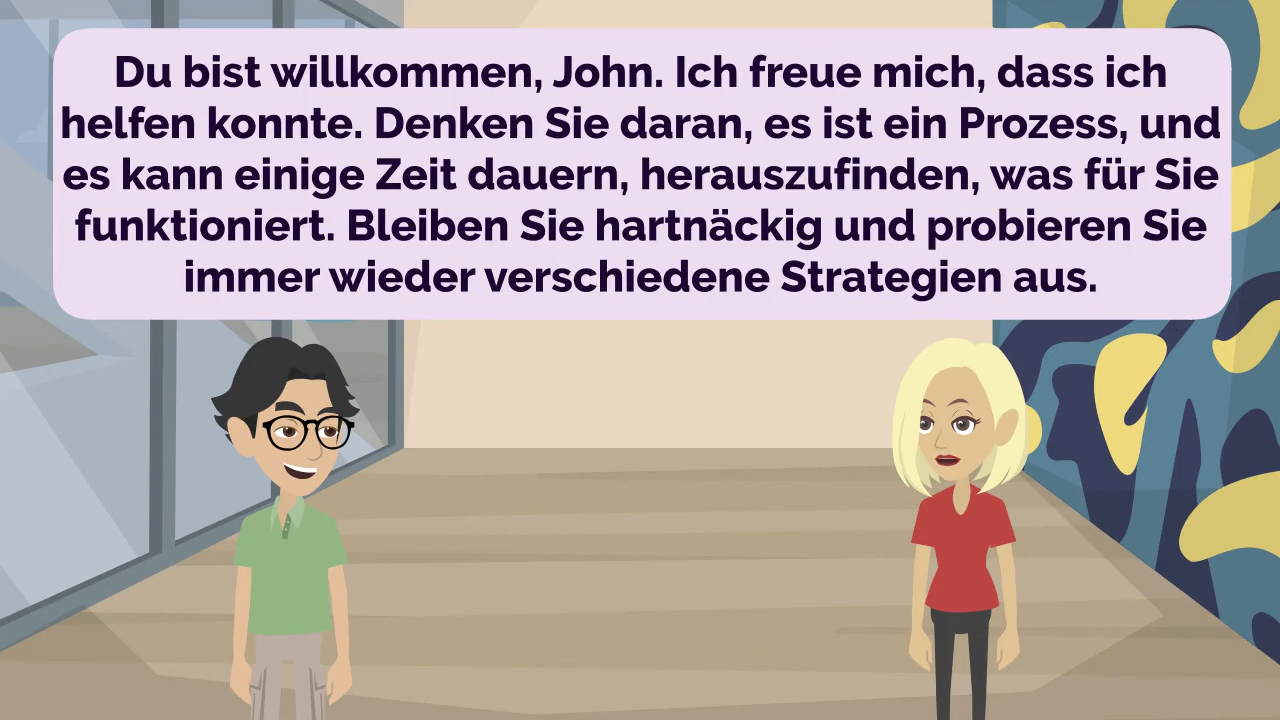 Du bist willkommen, John. Ich freue mich, dass ich
helfen konnte. Denken Sie daran, es ist ein Prozess, und
es kann einige Zeit dauern, herauszufinden, was für Sie
funktioniert. Bleiben Sie hartnäckig und probieren Sie
immer wieder verschiedene Strategien aus.